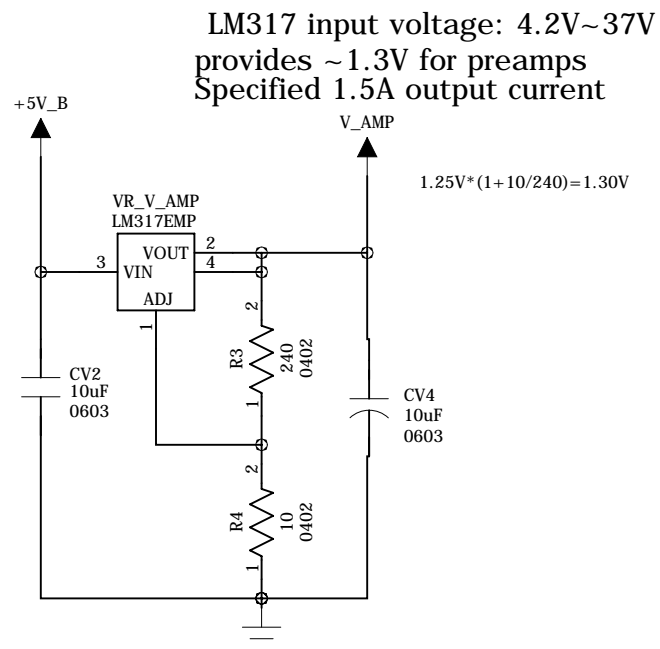 LM317 input voltage: 4.2V~37V
provides ~1.3V for preamps
Specified 1.5A output current
+5V_B
V_AMP
1.25V*(1+10/240)=1.30V
VR_V_AMP
LM317EMP
VOUT
2
3
VIN
4
ADJ
1
2
R3
240
0402
1
CV2
10uF
0603
CV4
10uF
0603
2
R4
10
0402
1